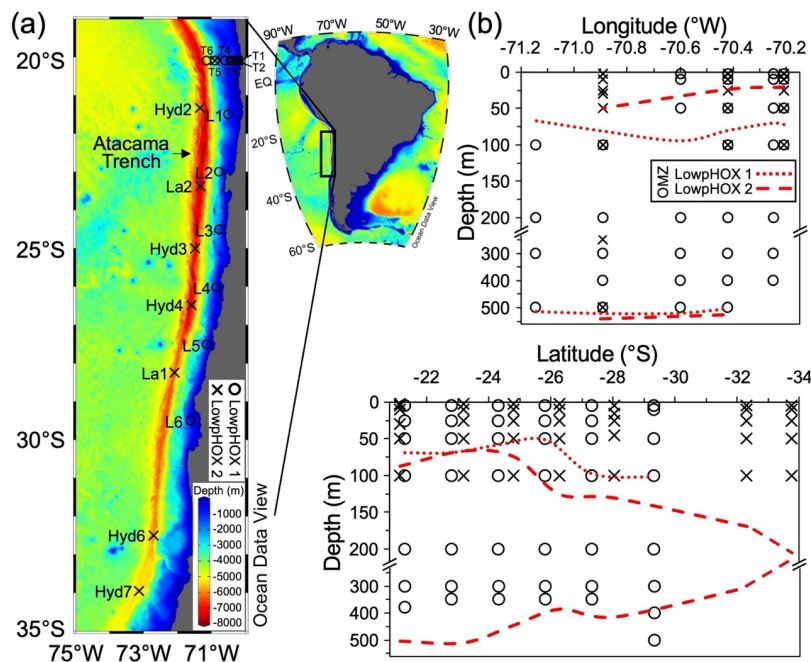 (a)
20°S
25°S
30°S
35°S
75°W 73°W 71°W
T6 T4
T1
T2
T5 T3
Hyd2
L1
Atacama
Trench
L2
La2
L3
Hyd3
L4
Hyd4
L5
La1
L6
Hyd6
Hyd7
LowpHOX 1
LowpHOX 2
Depth (m)
-1000
-2000
-3000
-4000
-5000
-6000
-7000
-8000
Ocean Data View
90°W 70°W 50°W 30°W
EQ
20°S
40°S
60°S
Ocean Data View
(b)
Longitude (°W)
-71.2 -71.0 -70.8 -70.6 -70.4 -70.2
Depth (m)
0
50
100
150
200
300
400
500
OMZ
LowpHOX 1
LowpHOX 2
Latitude (°S)
-22 -24 -26 -28 -30 -32 -34
Depth (m)
0
50
100
150
200
300
400
500